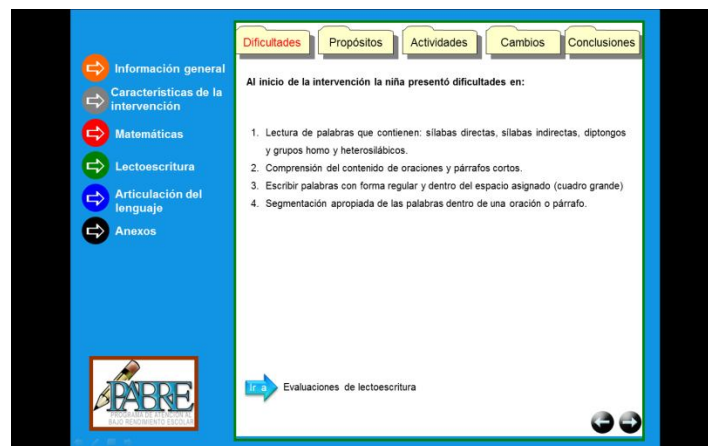 Dificultades
Propósitos
Actividades
Cambios
Conclusiones
Información general
Características de la
intervención
Matemáticas
Lectoescritura
Articulación del
lenguaje
Anexos
Al inicio de la intervención la niña presentó dificultades en:
1. Lectura de palabras que contienen: sílabas directas, sílabas indirectas, diptongos
y grupos homo y heterosilábicos.
2. Comprensión del contenido de oraciones y párrafos cortos.
3. Escribir palabras con forma regular y dentro del espacio asignado (cuadro grande)
4. Segmentación apropiada de las palabras dentro de una oración o párrafo.
Ir a
Evaluaciones de lectoescritura
PABRE
PROGRAMA DE ATENCIÓN AL
BAJO RENDIMIENTO ESCOLAR